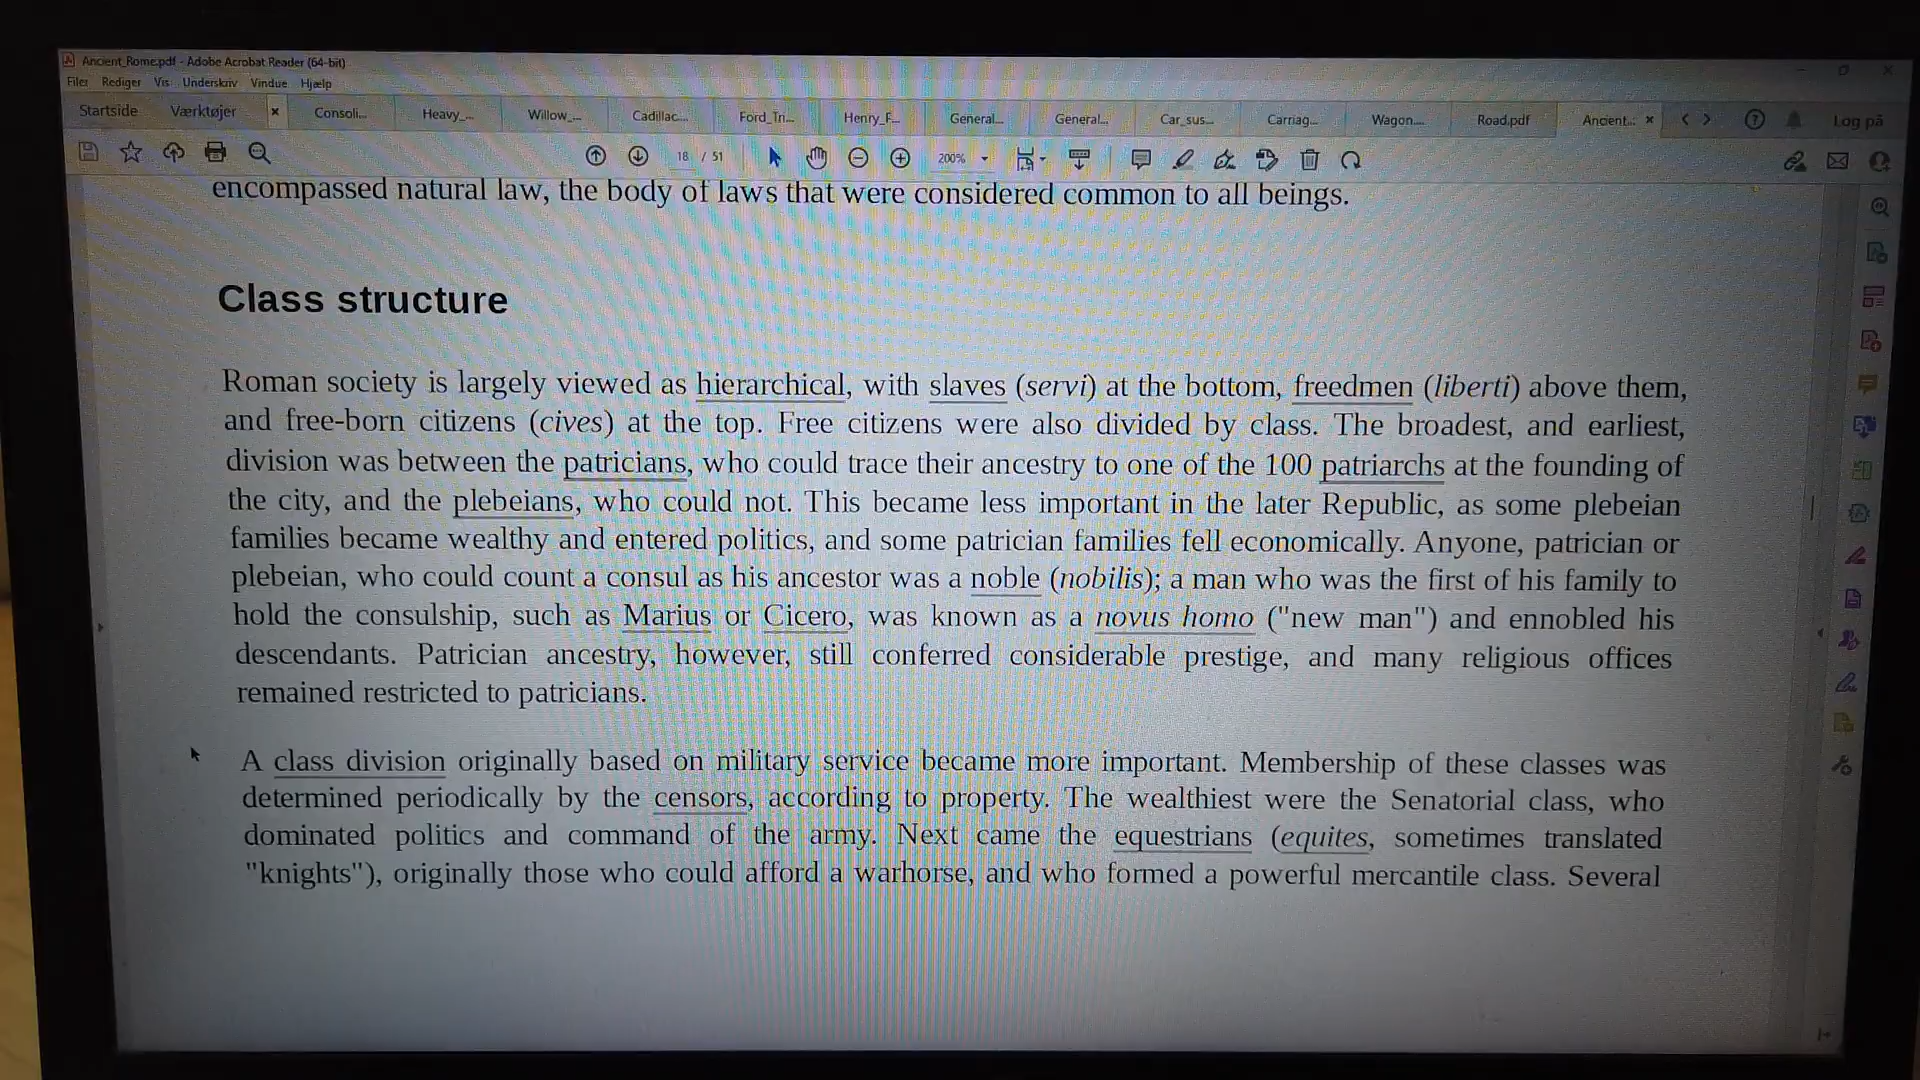 Ancient_Rome.pdf - Adobe Acrobat Reader (64-bit)
Filer Rediger Vis Underskriv Vindue Hjælp
Startside Værktøjer Consoli... Heavy_... Willow_... Cadillac... Ford_Tri... Henry_F... General... General... Car_sus... Carriag... Wagon.... Road.pdf Ancient... Log på
18 / 51 200%
encompassed natural law, the body of laws that were considered common to all beings.
Class structure
Roman society is largely viewed as hierarchical, with slaves (servi) at the bottom, freedmen (liberti) above them,
and free-born citizens (cives) at the top. Free citizens were also divided by class. The broadest, and earliest,
division was between the patricians, who could trace their ancestry to one of the 100 patriarchs at the founding of
the city, and the plebeians, who could not. This became less important in the later Republic, as some plebeian
families became wealthy and entered politics, and some patrician families fell economically. Anyone, patrician or
plebeian, who could count a consul as his ancestor was a noble (nobilis); a man who was the first of his family to
hold the consulship, such as Marius or Cicero, was known as a novus homo ("new man") and ennobled his
descendants. Patrician ancestry, however, still conferred considerable prestige, and many religious offices
remained restricted to patricians.
A class division originally based on military service became more important. Membership of these classes was
determined periodically by the censors, according to property. The wealthiest were the Senatorial class, who
dominated politics and command of the army. Next came the equestrians (equites, sometimes translated
"knights"), originally those who could afford a warhorse, and who formed a powerful mercantile class. Several